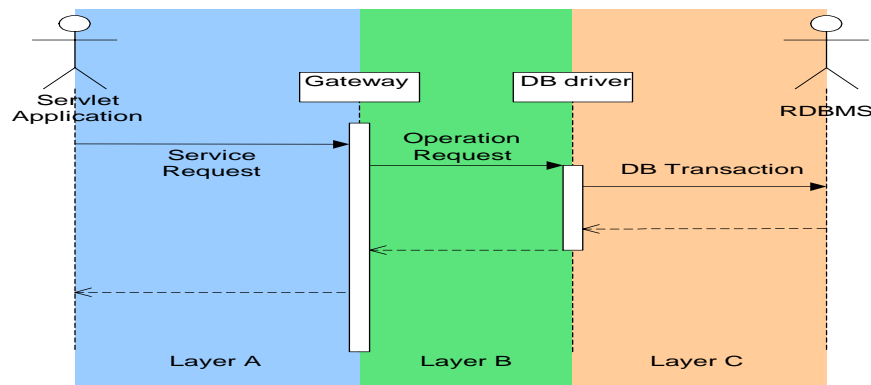 Gateway
DB driver
Servlet
Application
RDBMS
Service
Request
Operation
Request
DB Transaction
Layer A
Layer B
Layer C